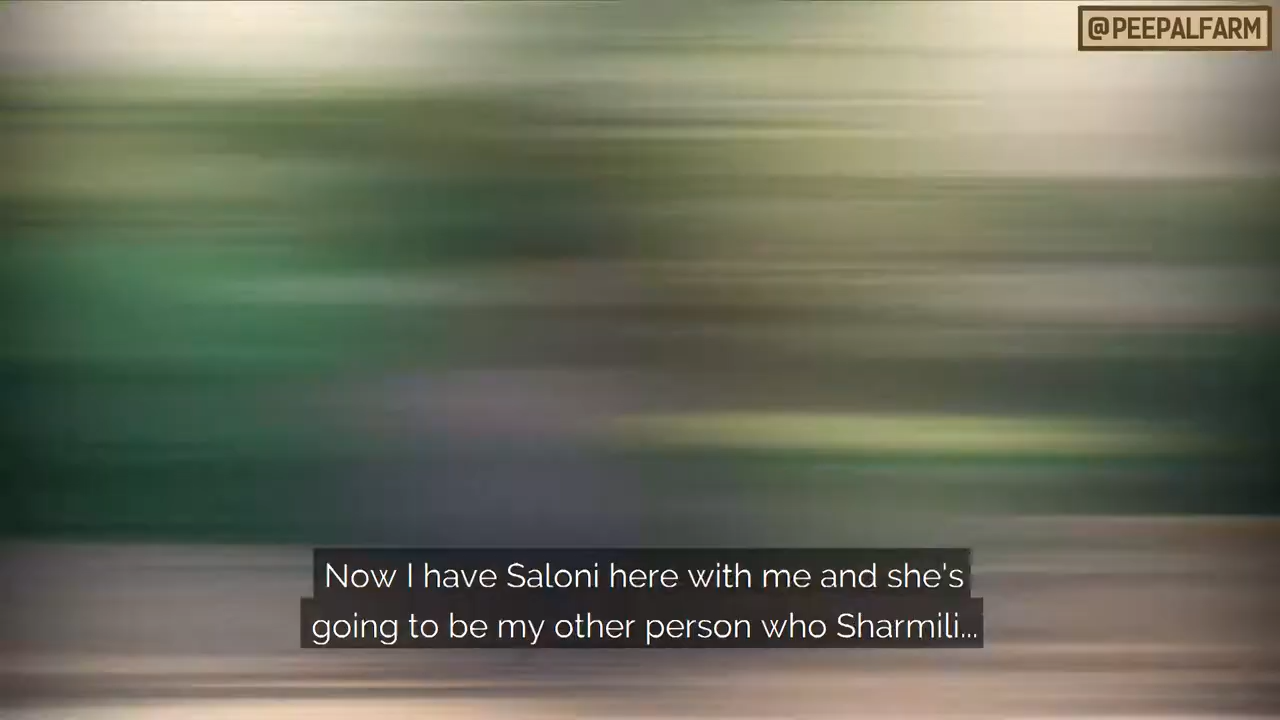 @PEEPALFARM
Now I have Saloni here with me and she's
going to be my other person who Sharmili...